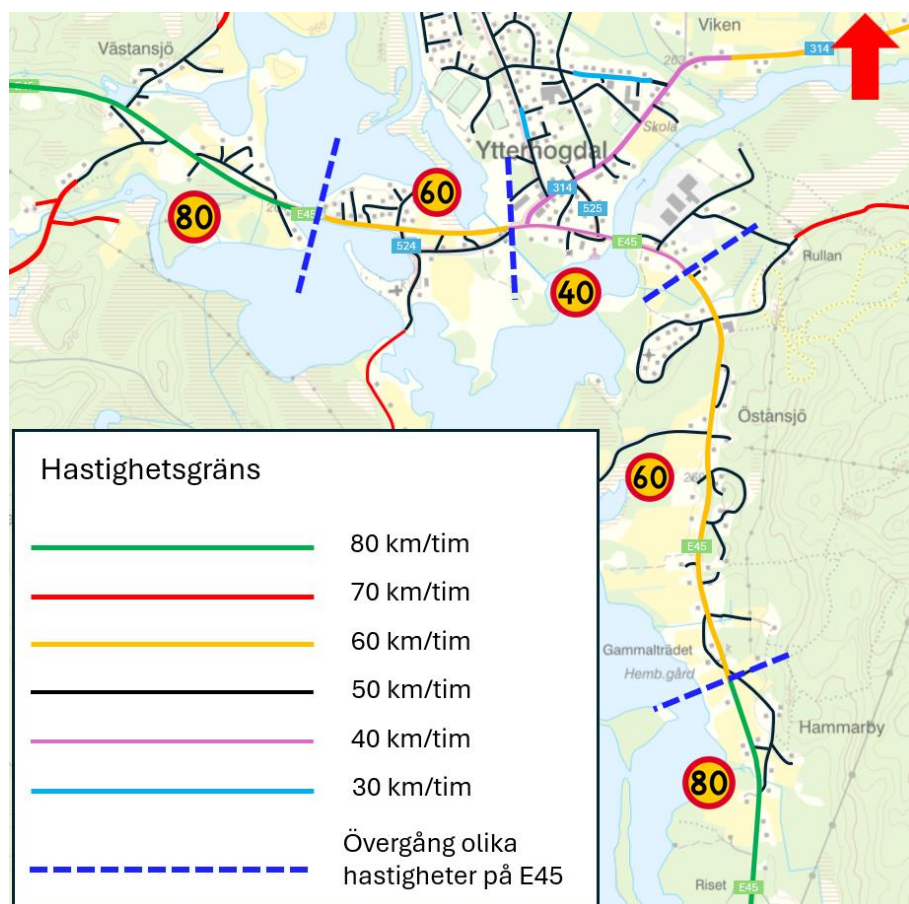 Viken
314
Västansjö
263
Skola
Ytterhogdal
60
314
525
80
E45
524
E45
40
Rullan
Östansjö
60
E45
Hastighetsgräns
80 km/tim
70 km/tim
60 km/tim
50 km/tim
40 km/tim
30 km/tim
Övergång olika
hastigheter på E45
Gammalträdet
Hemb.gård
Hammarby
80
Riset
E45